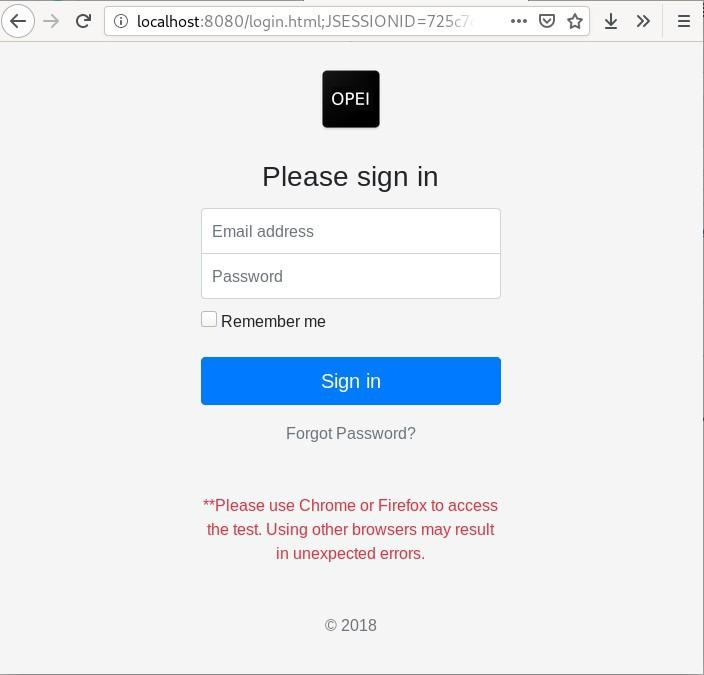 localhost:8080/login.html;JSESSIONID=725c7
OPEI
Please sign in
Email address
Password
Remember me
Sign in
Forgot Password?
**Please use Chrome or Firefox to access
the test. Using other browsers may result
in unexpected errors.
© 2018